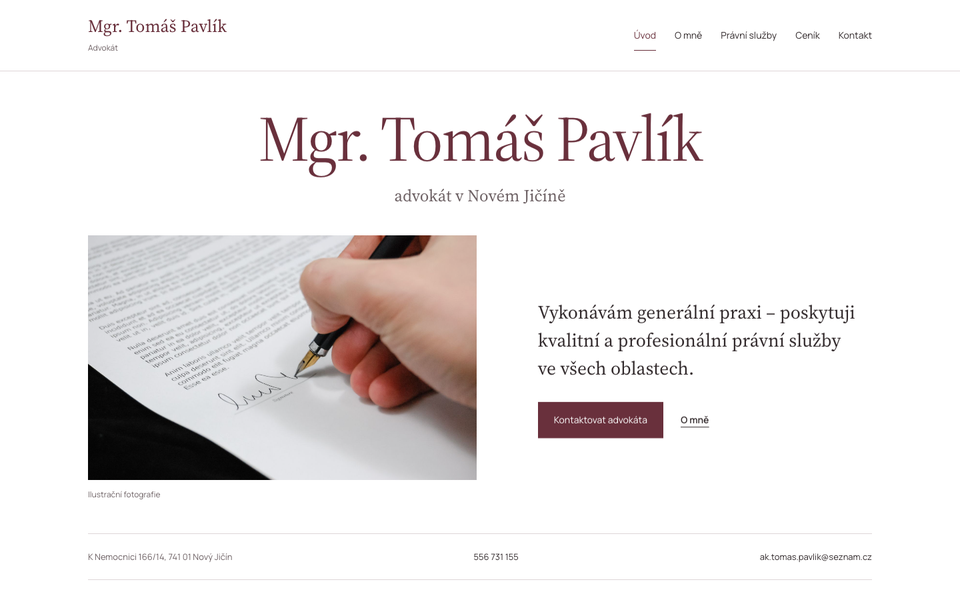 Mgr. Tomáš Pavlík
Advokát
Úvod
O mně
Právní služby
Ceník
Kontakt
Mgr. Tomáš Pavlík
advokát v Novém Jičíně
Vykonávám generální praxi – poskytuji
kvalitní a profesionální právní služby
ve všech oblastech.
Kontaktovat advokáta
O mně
Ilustrační fotografie
K Nemocnici 166/14, 741 01 Nový Jičín
556 731 155
ak.tomas.pavlik@seznam.cz